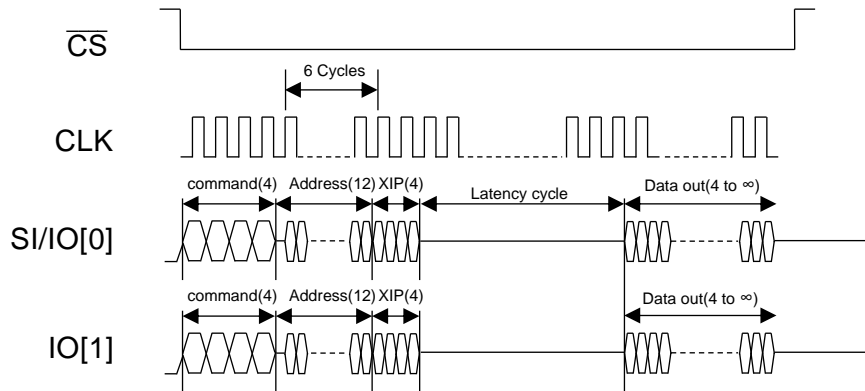 CS
6 Cycles
CLK
command(4) Address(12) XIP(4) Latency cycle Data out(4 to ∞)
SI/IO[0]
command(4) Address(12) XIP(4) Data out(4 to ∞)
IO[1]